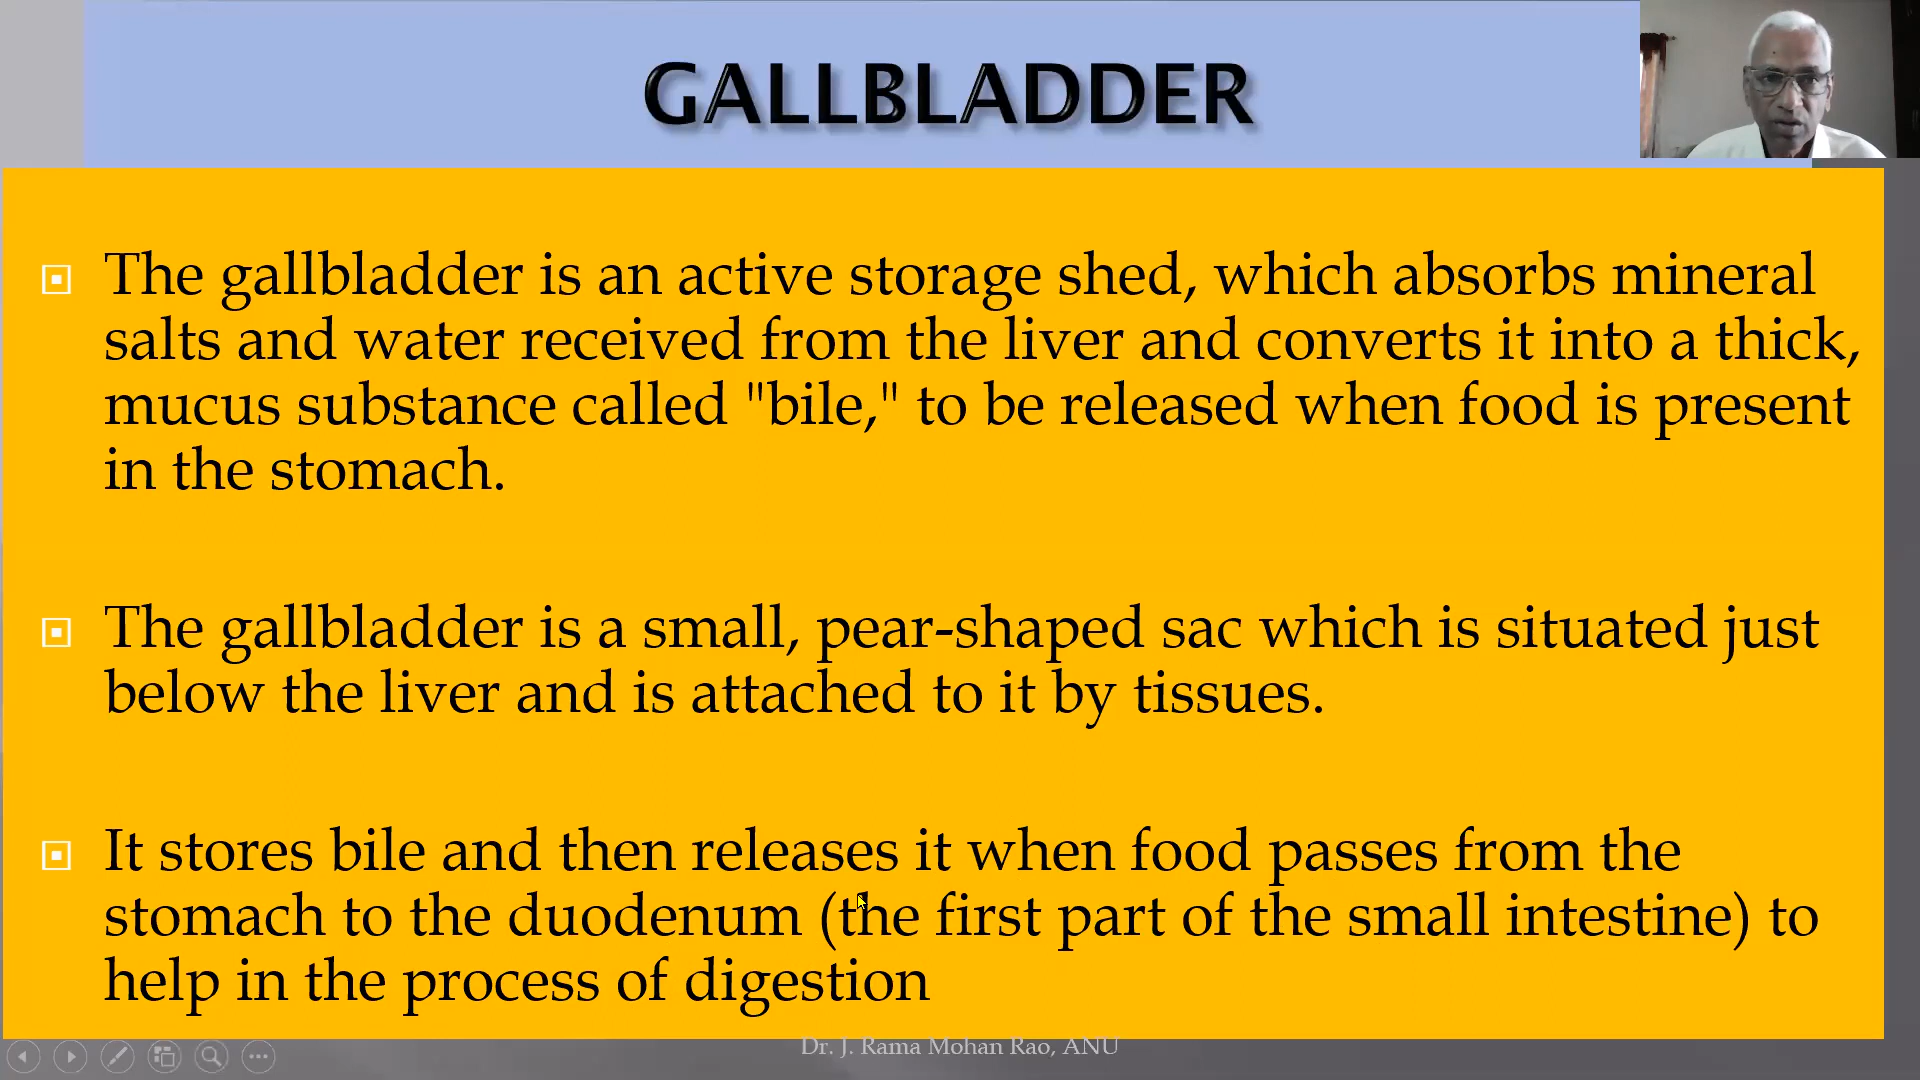 GALLBLADDER
The gallbladder is an active storage shed, which absorbs mineral
salts and water received from the liver and converts it into a thick,
mucus substance called "bile," to be released when food is present
in the stomach.
The gallbladder is a small, pear-shaped sac which is situated just
below the liver and is attached to it by tissues.
It stores bile and then releases it when food passes from the
stomach to the duodenum (the first part of the small intestine) to
help in the process of digestion
Dr. J. Rama Mohan Rao, ANU